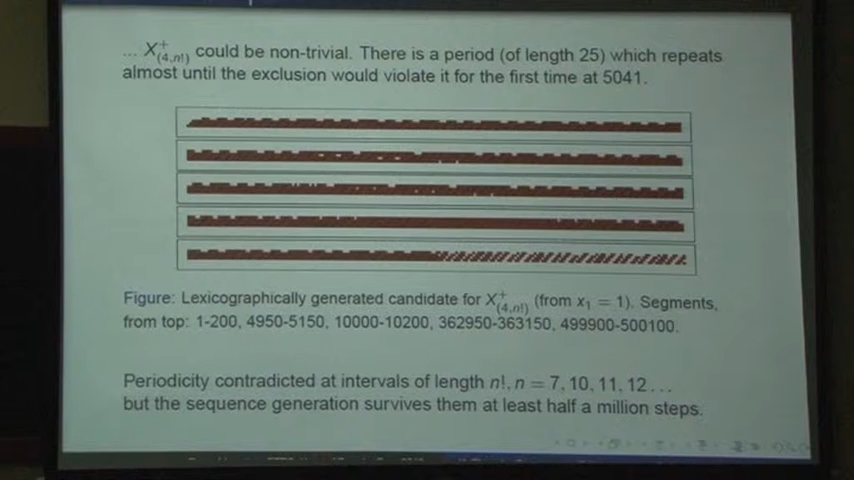 ... X⁺₍₄,ₙ!₎ could be non-trivial. There is a period (of length 25) which repeats
almost until the exclusion would violate it for the first time at 5041.
Figure: Lexicographically generated candidate for X⁺₍₄,ₙ!₎ (from x₁ = 1). Segments,
from top: 1-200, 4950-5150, 10000-10200, 362950-363150, 499900-500100.
Periodicity contradicted at intervals of length n!, n = 7, 10, 11, 12 ...
but the sequence generation survives them at least half a million steps.